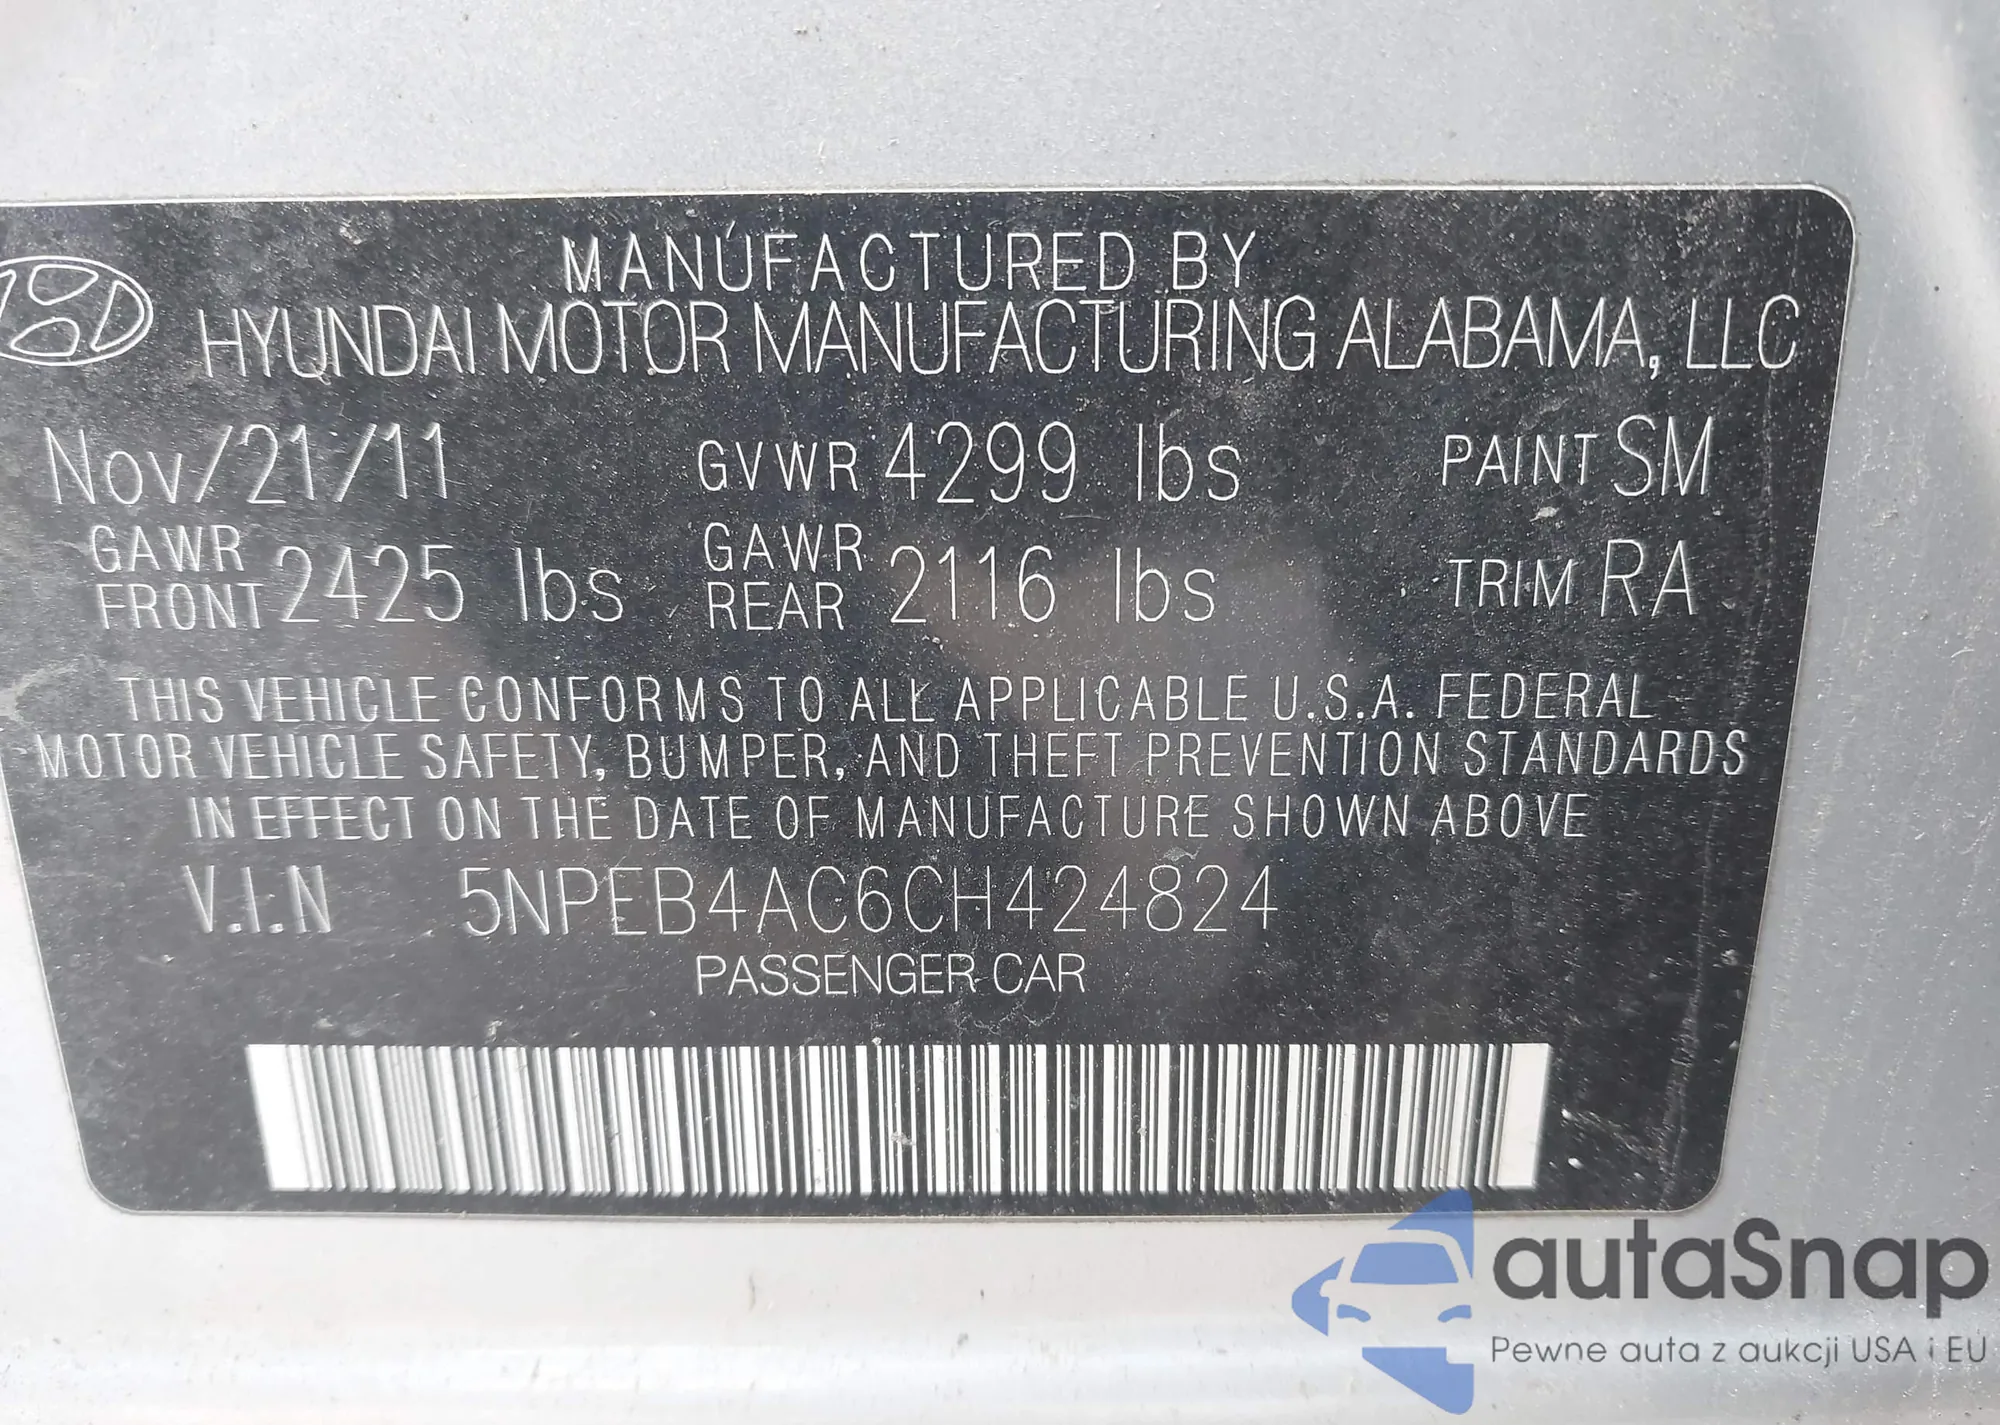 MANUFACTURED BY
HYUNDAI MOTOR MANUFACTURING ALABAMA, LLC
Nov/21/11 GVWR 4299 lbs PAINT SM
GAWR FRONT 2425 lbs GAWR REAR 2116 lbs TRIM RA
THIS VEHICLE CONFORMS TO ALL APPLICABLE U.S.A. FEDERAL
MOTOR VEHICLE SAFETY, BUMPER, AND THEFT PREVENTION STANDARDS
IN EFFECT ON THE DATE OF MANUFACTURE SHOWN ABOVE
V.I.N 5NPEB4AC6CH424824
PASSENGER CAR
autaSnap
Pewne auta z aukcji USA i EU